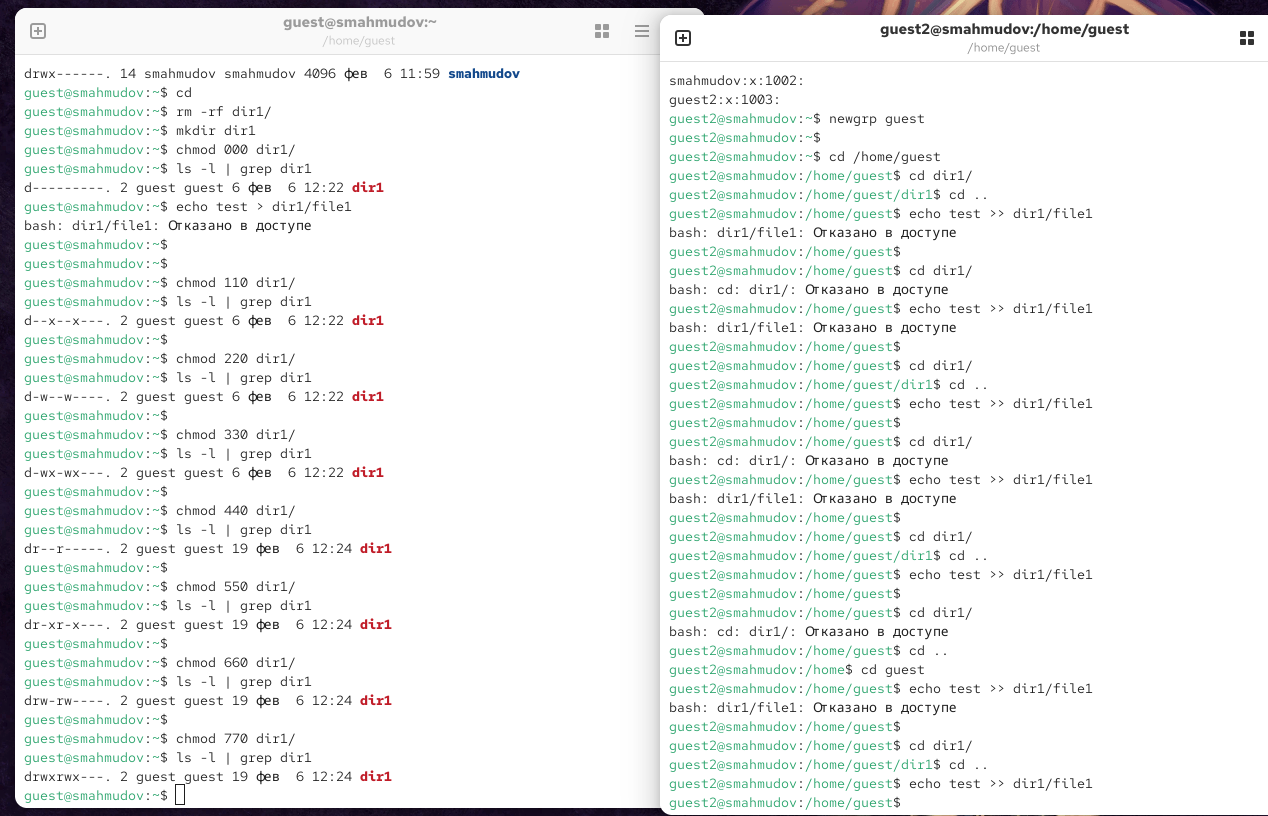 guest@smahmudov:~
/home/guest
drwx------. 14 smahmudov smahmudov 4096 фев  6 11:59 smahmudov
guest@smahmudov:~$ cd
guest@smahmudov:~$ rm -rf dir1/
guest@smahmudov:~$ mkdir dir1
guest@smahmudov:~$ chmod 000 dir1/
guest@smahmudov:~$ ls -l | grep dir1
d---------. 2 guest guest 6 фев  6 12:22 dir1
guest@smahmudov:~$ echo test > dir1/file1
bash: dir1/file1: Отказано в доступе
guest@smahmudov:~$
guest@smahmudov:~$
guest@smahmudov:~$ chmod 110 dir1/
guest@smahmudov:~$ ls -l | grep dir1
d--x--x---. 2 guest guest 6 фев  6 12:22 dir1
guest@smahmudov:~$
guest@smahmudov:~$ chmod 220 dir1/
guest@smahmudov:~$ ls -l | grep dir1
d-w--w----. 2 guest guest 6 фев  6 12:22 dir1
guest@smahmudov:~$
guest@smahmudov:~$ chmod 330 dir1/
guest@smahmudov:~$ ls -l | grep dir1
d-wx-wx---. 2 guest guest 6 фев  6 12:22 dir1
guest@smahmudov:~$
guest@smahmudov:~$ chmod 440 dir1/
guest@smahmudov:~$ ls -l | grep dir1
dr--r-----. 2 guest guest 19 фев  6 12:24 dir1
guest@smahmudov:~$
guest@smahmudov:~$ chmod 550 dir1/
guest@smahmudov:~$ ls -l | grep dir1
dr-xr-x---. 2 guest guest 19 фев  6 12:24 dir1
guest@smahmudov:~$
guest@smahmudov:~$ chmod 660 dir1/
guest@smahmudov:~$ ls -l | grep dir1
drw-rw----. 2 guest guest 19 фев  6 12:24 dir1
guest@smahmudov:~$
guest@smahmudov:~$ chmod 770 dir1/
guest@smahmudov:~$ ls -l | grep dir1
drwxrwx---. 2 guest guest 19 фев  6 12:24 dir1
guest@smahmudov:~$
guest2@smahmudov:/home/guest
/home/guest
smahmudov:x:1002:
guest2:x:1003:
guest2@smahmudov:~$ newgrp guest
guest2@smahmudov:~$
guest2@smahmudov:~$ cd /home/guest
guest2@smahmudov:/home/guest$ cd dir1/
guest2@smahmudov:/home/guest/dir1$ cd ..
guest2@smahmudov:/home/guest$ echo test >> dir1/file1
bash: dir1/file1: Отказано в доступе
guest2@smahmudov:/home/guest$
guest2@smahmudov:/home/guest$ cd dir1/
bash: cd: dir1/: Отказано в доступе
guest2@smahmudov:/home/guest$ echo test >> dir1/file1
bash: dir1/file1: Отказано в доступе
guest2@smahmudov:/home/guest$
guest2@smahmudov:/home/guest$ cd dir1/
guest2@smahmudov:/home/guest/dir1$ cd ..
guest2@smahmudov:/home/guest$ echo test >> dir1/file1
guest2@smahmudov:/home/guest$
guest2@smahmudov:/home/guest$ cd dir1/
bash: cd: dir1/: Отказано в доступе
guest2@smahmudov:/home/guest$ echo test >> dir1/file1
bash: dir1/file1: Отказано в доступе
guest2@smahmudov:/home/guest$
guest2@smahmudov:/home/guest$ cd dir1/
guest2@smahmudov:/home/guest/dir1$ cd ..
guest2@smahmudov:/home/guest$ echo test >> dir1/file1
guest2@smahmudov:/home/guest$
guest2@smahmudov:/home/guest$ cd dir1/
bash: cd: dir1/: Отказано в доступе
guest2@smahmudov:/home/guest$ cd ..
guest2@smahmudov:/home$ cd guest
guest2@smahmudov:/home/guest$ echo test >> dir1/file1
bash: dir1/file1: Отказано в доступе
guest2@smahmudov:/home/guest$
guest2@smahmudov:/home/guest$ cd dir1/
guest2@smahmudov:/home/guest/dir1$ cd ..
guest2@smahmudov:/home/guest$ echo test >> dir1/file1
guest2@smahmudov:/home/guest$